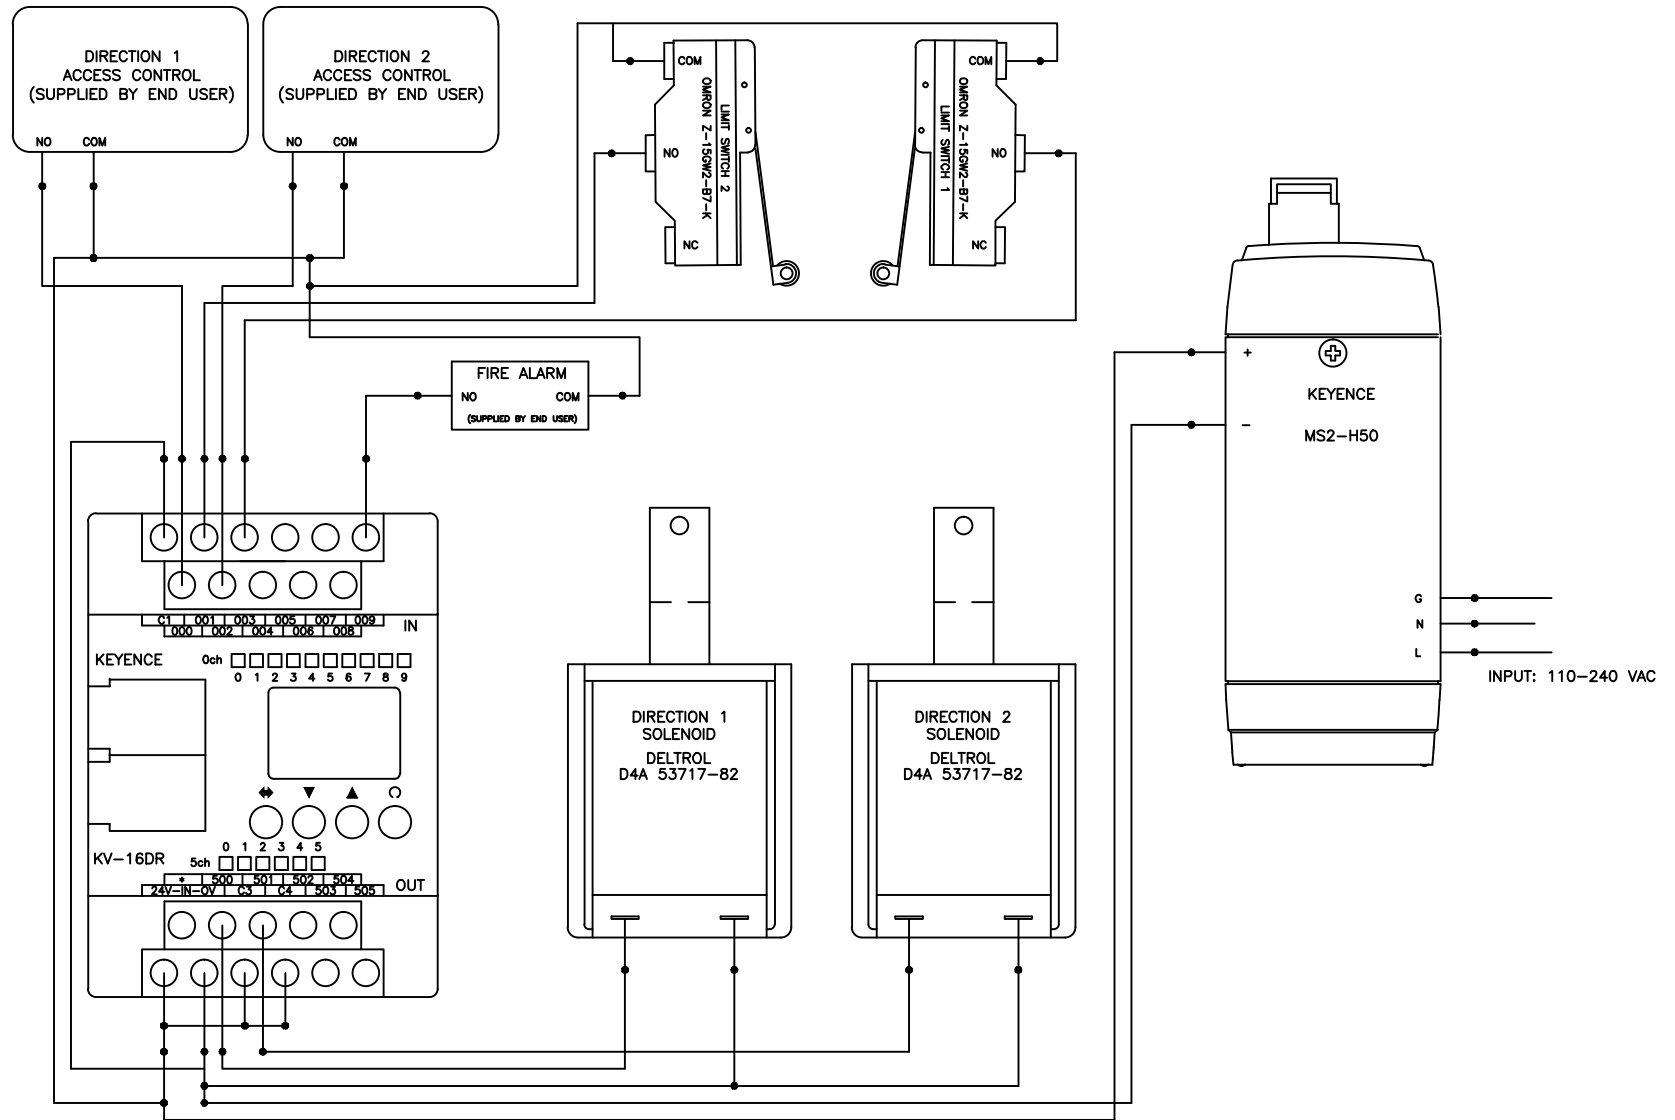 DIRECTION 1
ACCESS CONTROL
(SUPPLIED BY END USER)
NO COM
DIRECTION 2
ACCESS CONTROL
(SUPPLIED BY END USER)
NO COM
COM
NO
NC
OMRON Z-15GW2-B7-K
LIMIT SWITCH 2
COM
NO
NC
OMRON Z-15GW2-B7-K
LIMIT SWITCH 1
FIRE ALARM
NO COM
(SUPPLIED BY END USER)
+
-
KEYENCE
MS2-H50
G
N
L
INPUT: 110-240 VAC
C1 001 003 005 007 009
000 002 004 006 008
IN
KEYENCE
0ch
0 1 2 3 4 5 6 7 8 9
0 1 2 3 4 5
KV-16DR
5ch
* 500 501 502 504
24V-IN-0V C3 C4 503 505
OUT
DIRECTION 1
SOLENOID
DELTROL
D4A 53717-82
DIRECTION 2
SOLENOID
DELTROL
D4A 53717-82